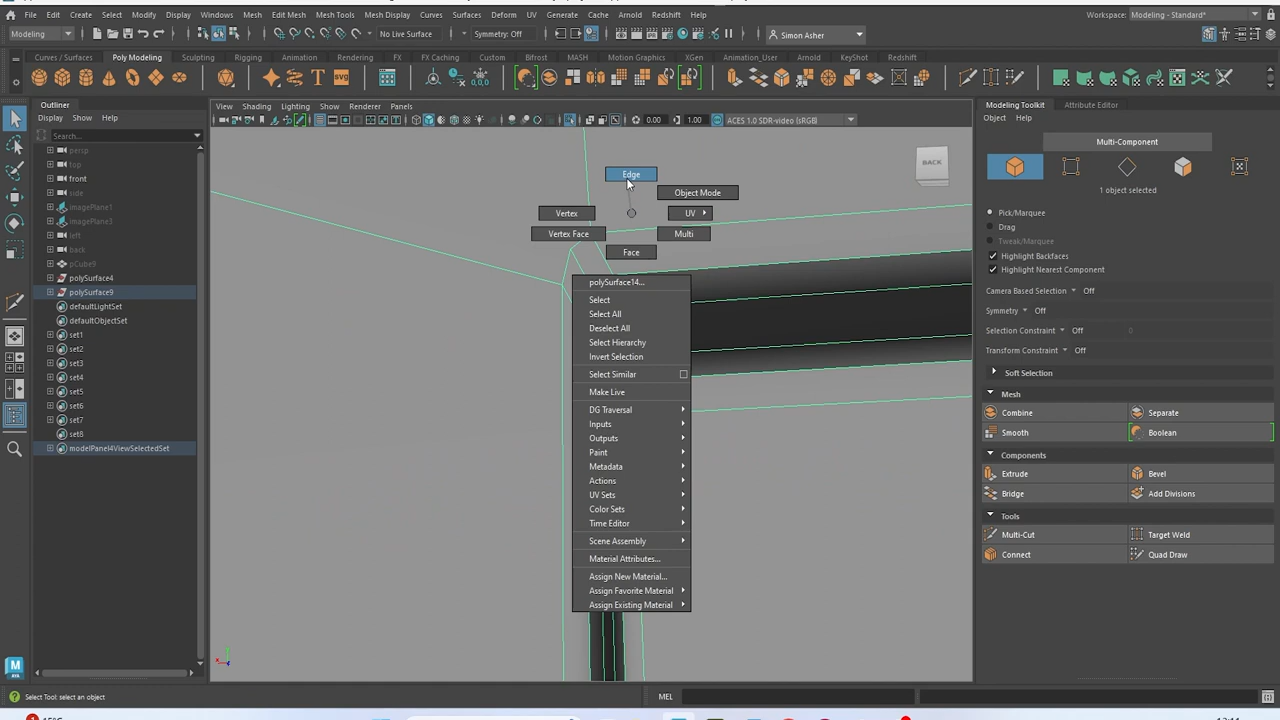 File Edit Create Select Modify Display Windows Mesh Edit Mesh Mesh Tools Mesh Display Curves Surfaces Deform UV Generate Cache Arnold Redshift Help
Workspace: Modeling - Standard*
Modeling
No Live Surface
Symmetry: Off
Simon Asher
Curves / Surfaces Poly Modeling Sculpting Rigging Animation Rendering FX FX Caching Custom Bifrost MASH Motion Graphics XGen Animation_User Arnold KeyShot Redshift
Outliner
Display Show Help
Search...
persp
top
front
side
imagePlane1
imagePlane3
left
back
pCube9
polySurface4
polySurface9
defaultLightSet
defaultObjectSet
set1
set2
set3
set4
set5
set6
set7
set8
modelPanel4ViewSelectedSet
View Shading Lighting Show Renderer Panels
0.00 1.00 ACES 1.0 SDR-video (sRGB)
BACK
Edge
Object Mode
Vertex
UV
Vertex Face
Multi
Face
polySurface14...
Select
Select All
Deselect All
Select Hierarchy
Invert Selection
Select Similar
Make Live
DG Traversal
Inputs
Outputs
Paint
Metadata
Actions
UV Sets
Color Sets
Time Editor
Scene Assembly
Material Attributes...
Assign New Material...
Assign Favorite Material
Assign Existing Material
Modeling Toolkit Attribute Editor
Object Help
Multi-Component
1 object selected
Pick/Marquee
Drag
Tweak/Marquee
Highlight Backfaces
Highlight Nearest Component
Camera Based Selection Off
Symmetry Off
Selection Constraint Off 0
Transform Constraint Off
Soft Selection
Mesh
Combine Separate
Smooth Boolean
Components
Extrude Bevel
Bridge Add Divisions
Tools
Multi-Cut Target Weld
Connect Quad Draw
Select Tool: select an object
MEL